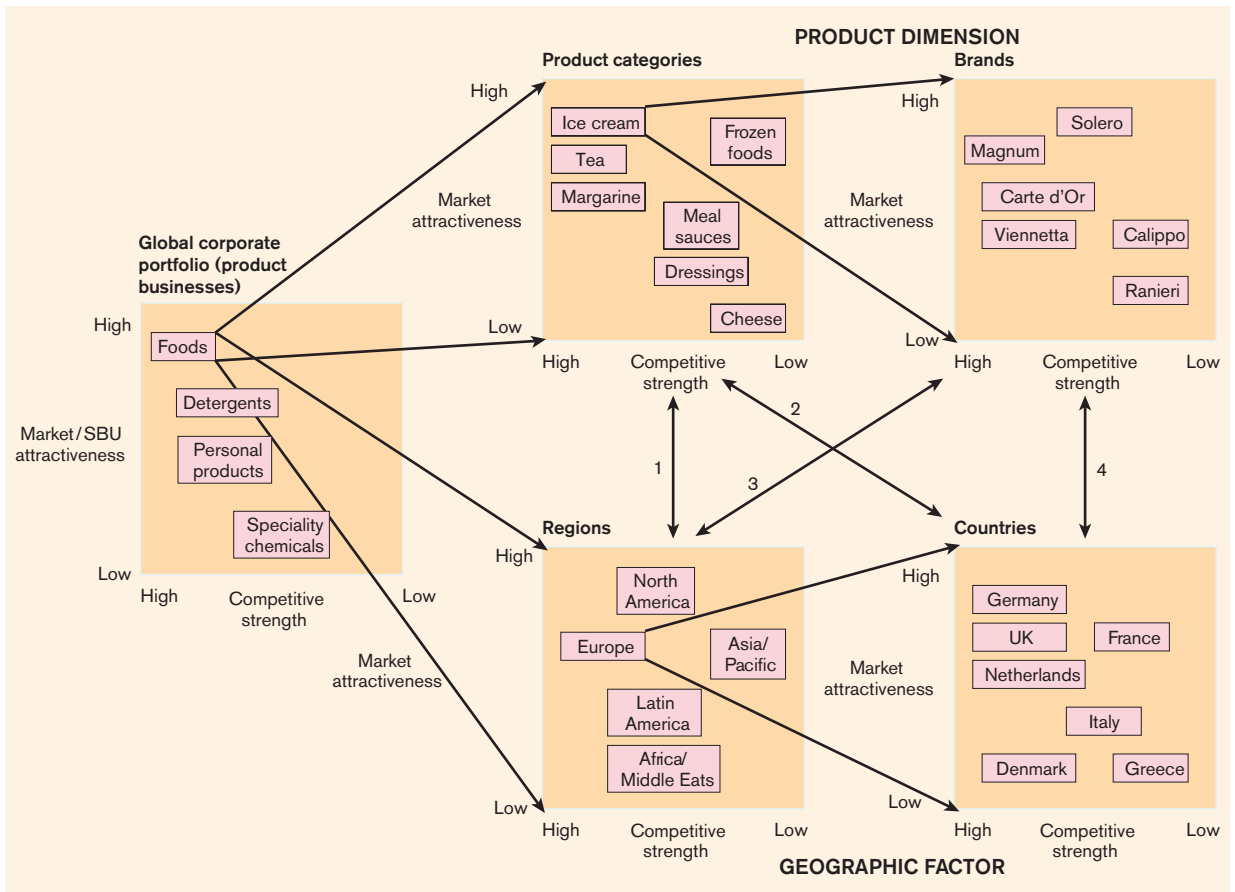 PRODUCT DIMENSION
Product categories
Brands
High
Ice cream
Frozen
foods
Tea
Margarine
Market
attractiveness
Meal
sauces
Dressings
Cheese
Low
High
Competitive
strength
Low
High
Solero
Magnum
Market
attractiveness
Carte d'Or
Viennetta
Calippo
Ranieri
Low
High
Competitive
strength
Low
Global corporate
portfolio (product
businesses)
High
Foods
Detergents
Market/SBU
attractiveness
Personal
products
Speciality
chemicals
Low
High
Competitive
strength
Low
1
2
3
4
Regions
High
North
America
Europe
Asia/
Pacific
Market
attractiveness
Latin
America
Africa/
Middle Eats
Low
High
Competitive
strength
Low
Countries
High
Germany
UK
France
Market
attractiveness
Netherlands
Italy
Denmark
Greece
Low
High
Competitive
strength
Low
GEOGRAPHIC FACTOR